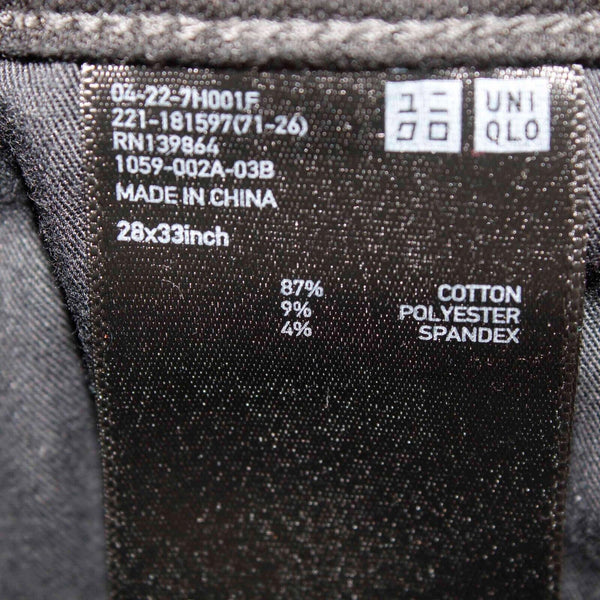 04-22-7H001F
221-181597(71-26)
RN139864
1059-002A-03B
MADE IN CHINA
28x33inch
ユニ
クロ
UNI
QLO
87% COTTON
9% POLYESTER
4% SPANDEX